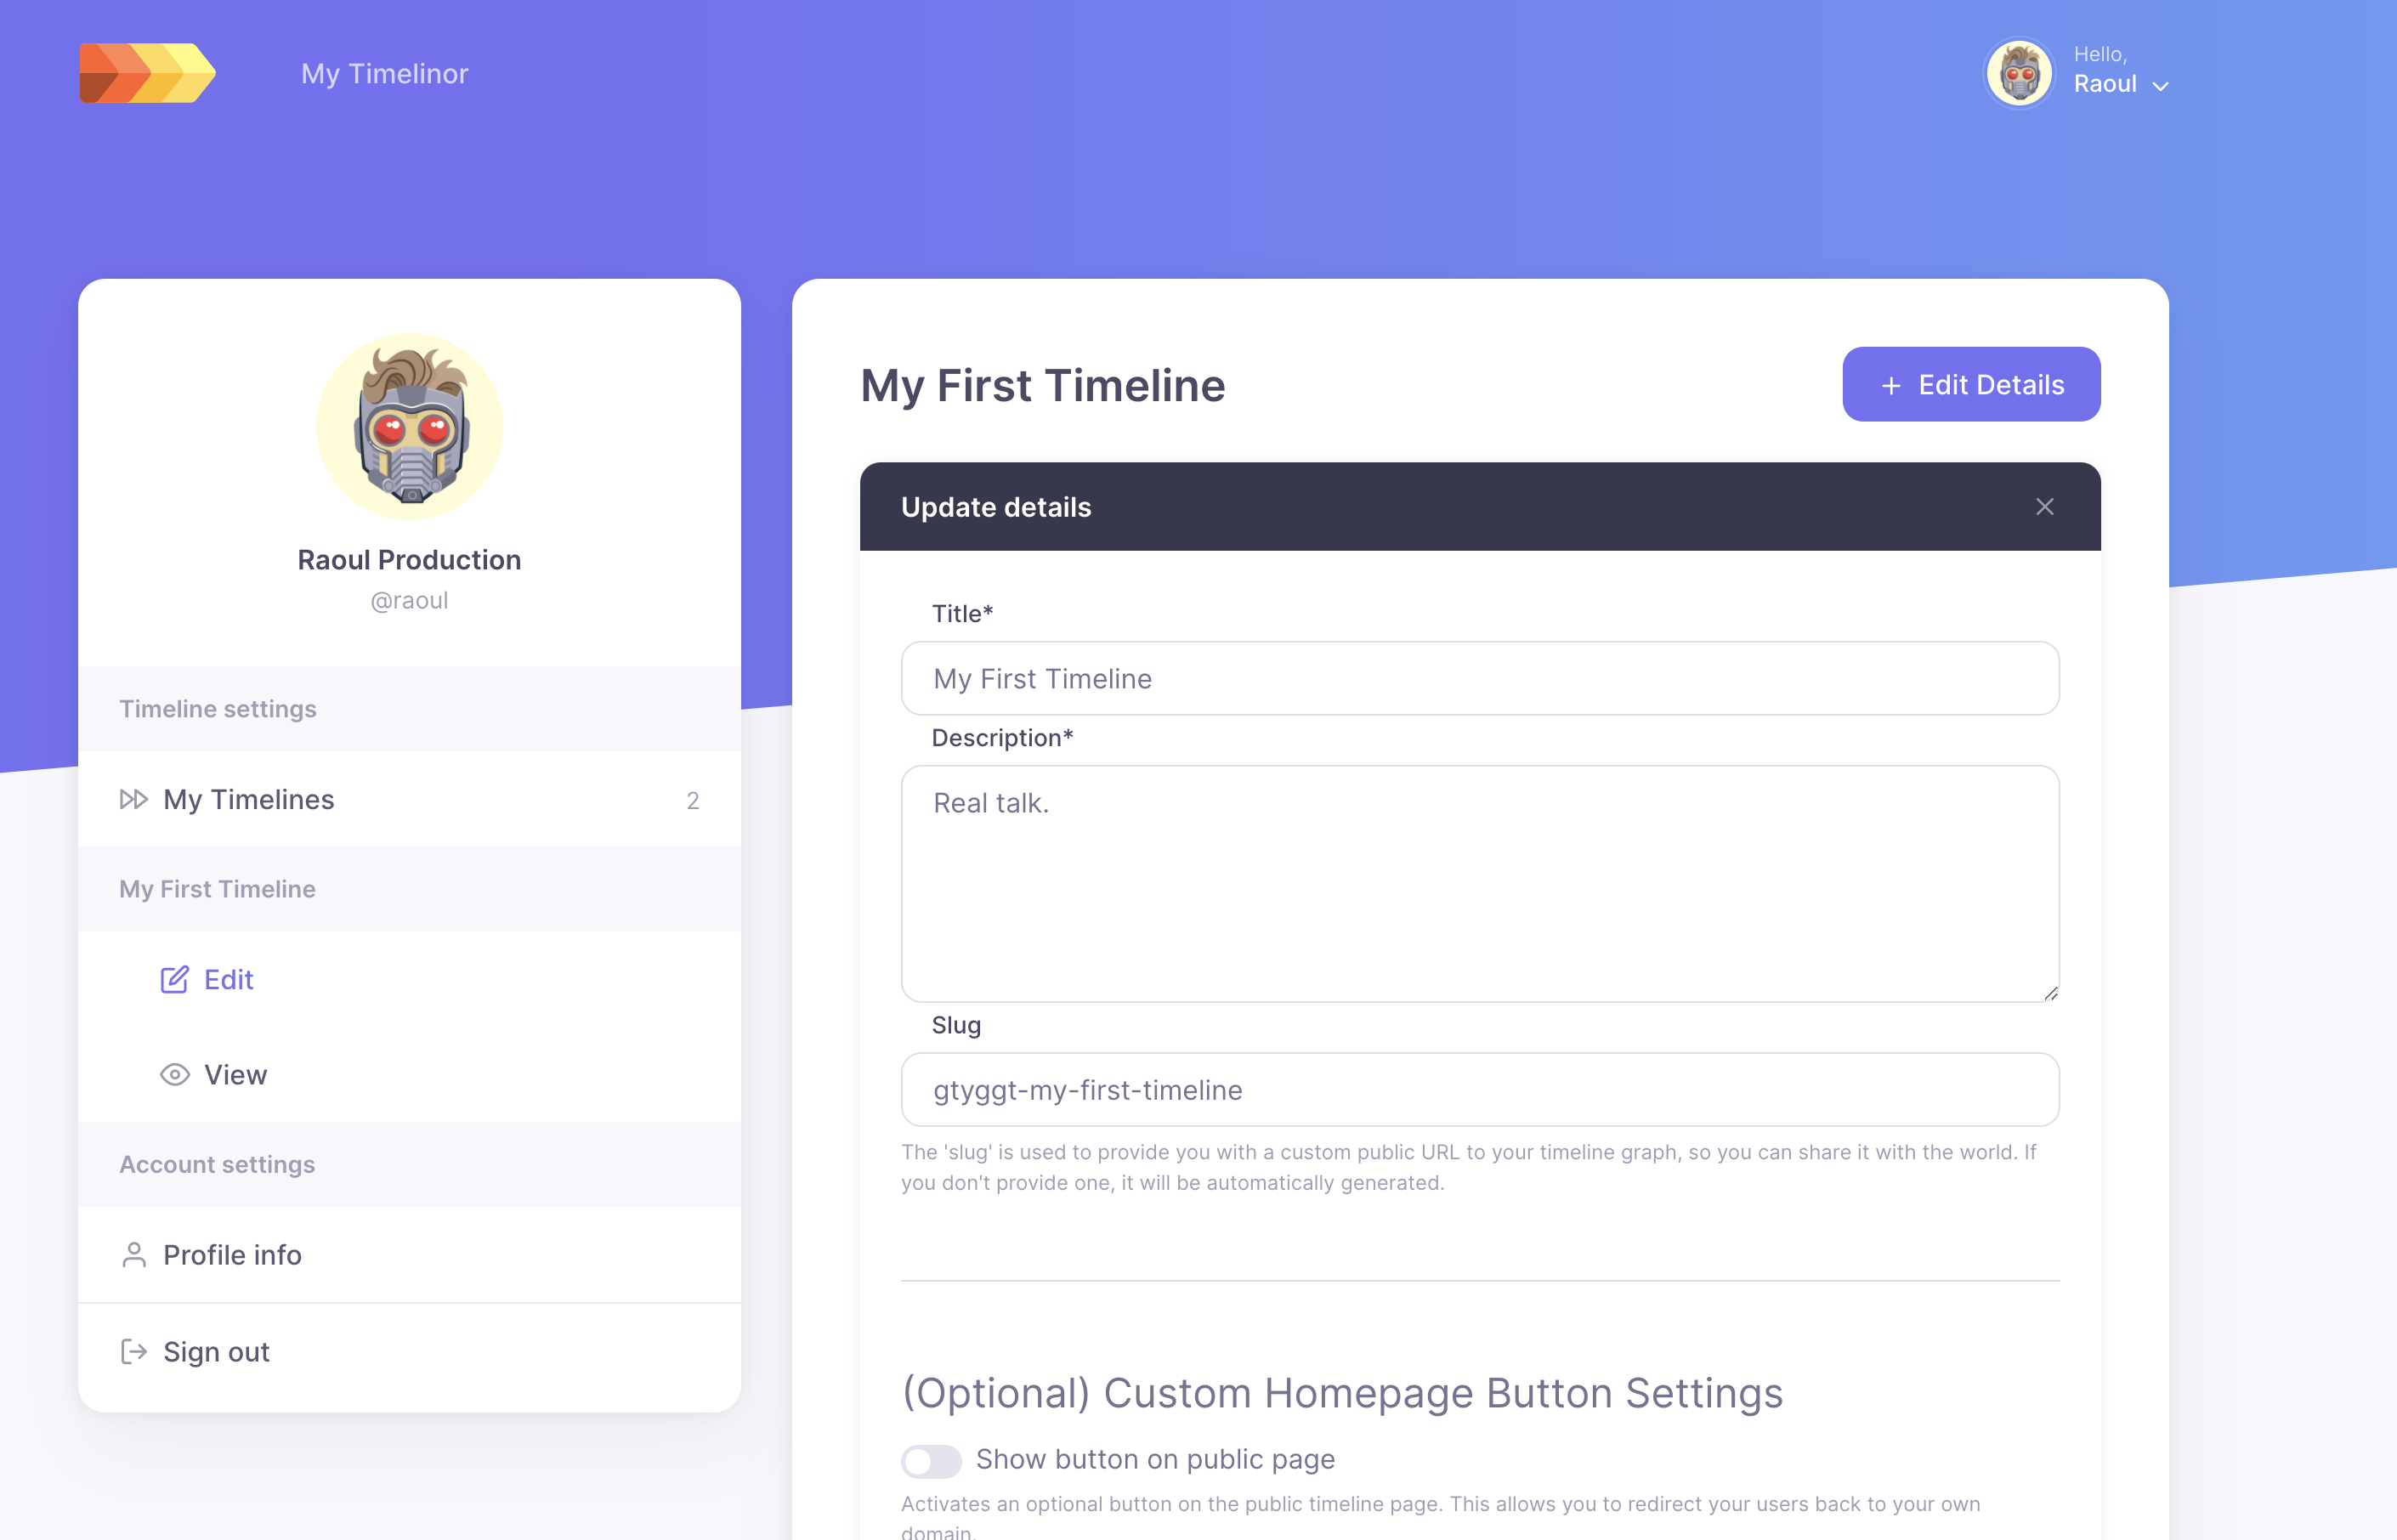 My Timelinor
Hello,
Raoul
Raoul Production
@raoul
Timeline settings
My Timelines 2
My First Timeline
Edit
View
Account settings
Profile info
Sign out
My First Timeline
+ Edit Details
Update details
Title*
My First Timeline
Description*
Real talk.
Slug
gtyggt-my-first-timeline
The 'slug' is used to provide you with a custom public URL to your timeline graph, so you can share it with the world. If
you don't provide one, it will be automatically generated.
(Optional) Custom Homepage Button Settings
Show button on public page
Activates an optional button on the public timeline page. This allows you to redirect your users back to your own
domain.